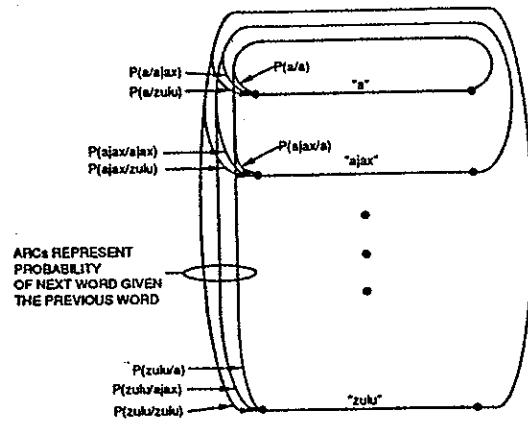 P(a/ajax)
P(a/a)
"a"
P(a/zulu)
P(ajax/ajax)
P(ajax/a)
"ajax"
P(ajax/zulu)
ARCs REPRESENT
PROBABILITY
OF NEXT WORD GIVEN
THE PREVIOUS WORD
P(zulu/a)
P(zulu/ajax)
P(zulu/zulu)
"zulu"